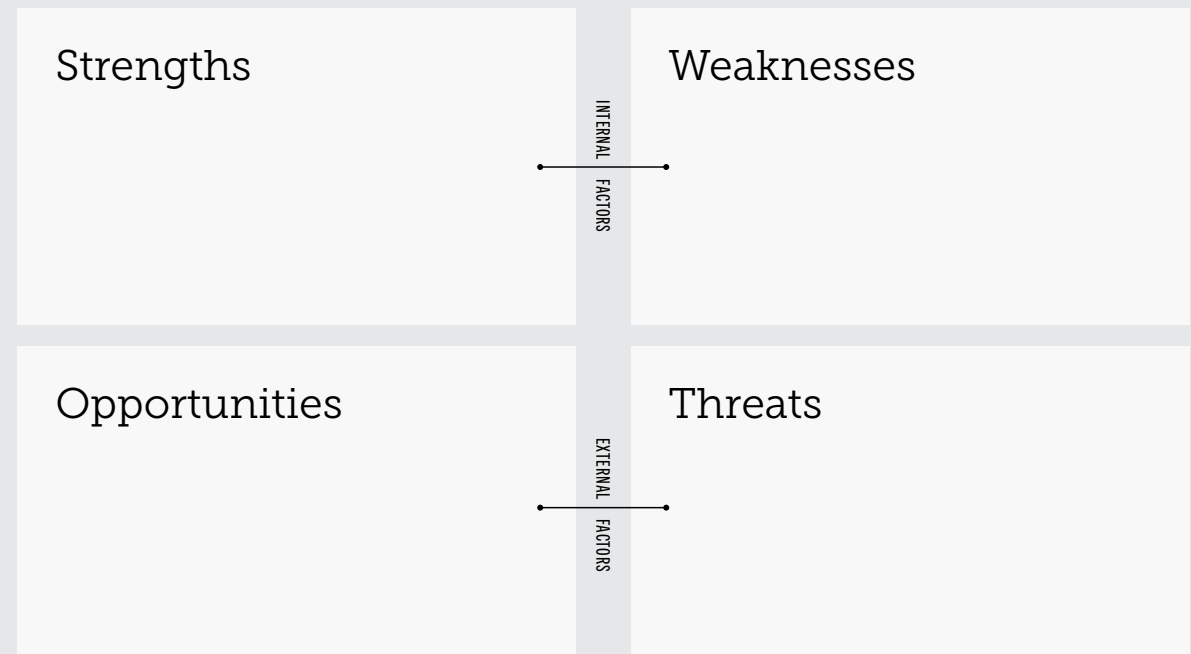 Strengths
Weaknesses
INTERNAL FACTORS
Opportunities
Threats
EXTERNAL FACTORS